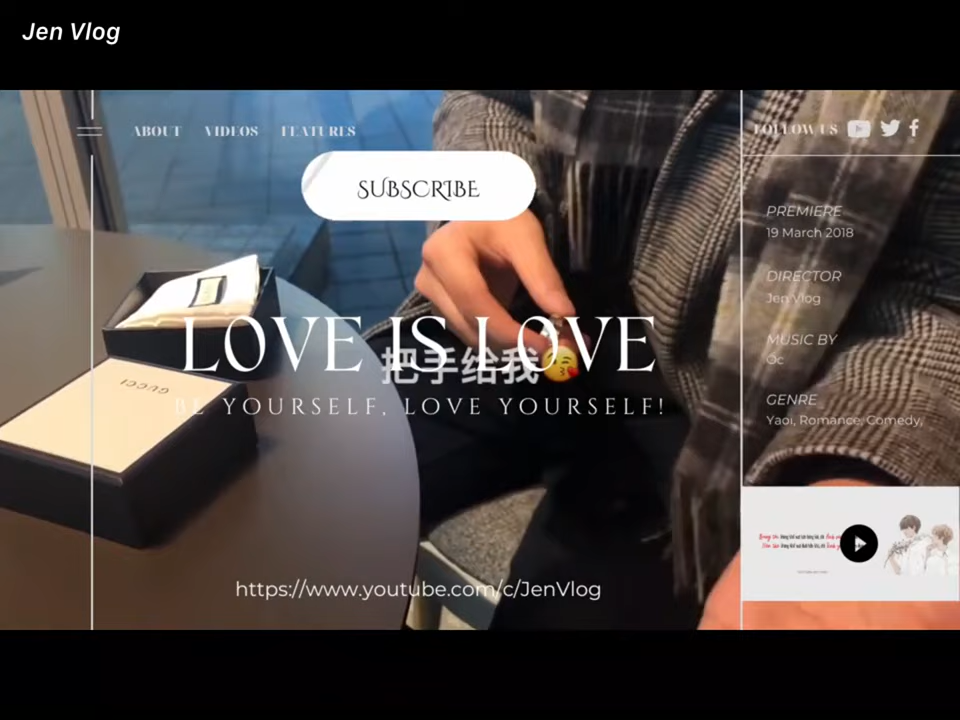 Jen Vlog
ABOUT VIDEOS FEATURES
FOLLOW US
SUBSCRIBE
PREMIERE
19 March 2018
DIRECTOR
Jen Vlog
LOVE IS LOVE
把手给我
BE YOURSELF, LOVE YOURSELF!
MUSIC BY
Óc
GENRE
Yaoi, Romance, Comedy,
GUCCI
https://www.youtube.com/c/JenVlog